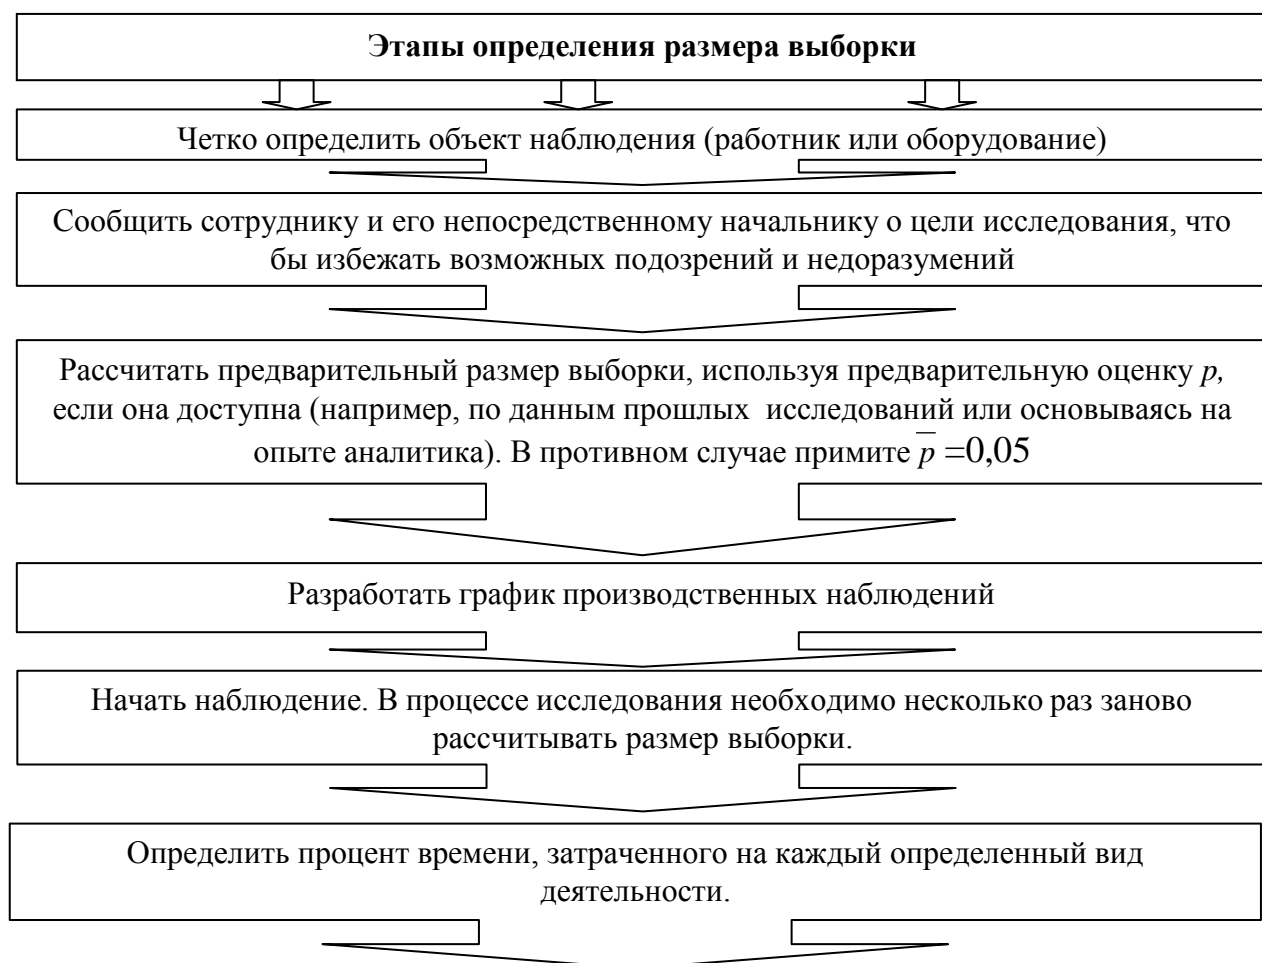 Этапы определения размера выборки
Четко определить объект наблюдения (работник или оборудование)
Сообщить сотруднику и его непосредственному начальнику о цели исследования, что
бы избежать возможных подозрений и недоразумений
Рассчитать предварительный размер выборки, используя предварительную оценку p,
если она доступна (например, по данным прошлых исследований или основываясь на
опыте аналитика). В противном случае примите p̅ =0,05
Разработать график производственных наблюдений
Начать наблюдение. В процессе исследования необходимо несколько раз заново
рассчитывать размер выборки.
Определить процент времени, затраченного на каждый определенный вид
деятельности.